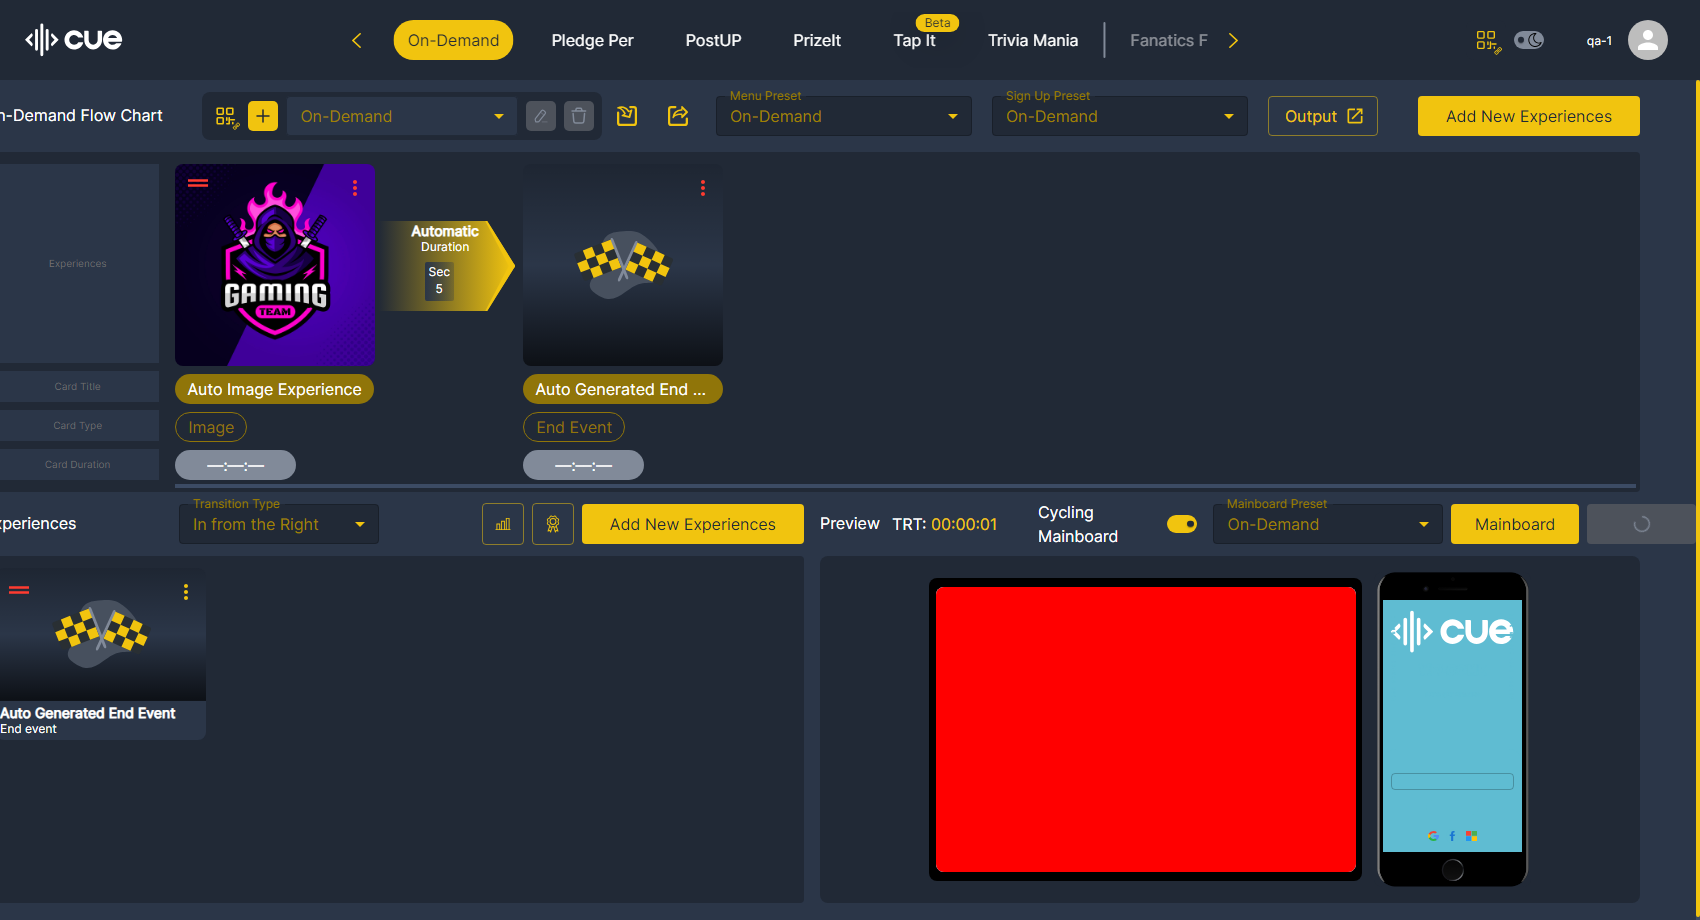 cue
On-Demand
Pledge Per
PostUP
PrizeIt
Beta
Tap It
Trivia Mania
Fanatics F
qa-1
n-Demand Flow Chart
On-Demand
Menu Preset
On-Demand
Sign Up Preset
On-Demand
Output
Add New Experiences
Experiences
GAMING
TEAM
Automatic
Duration
Sec
5
Card Title
Auto Image Experience
Auto Generated End ...
Card Type
Image
End Event
Card Duration
—:—:—
—:—:—
xperiences
Transition Type
In from the Right
Add New Experiences
Preview
TRT: 00:00:01
Cycling
Mainboard
Mainboard Preset
On-Demand
Mainboard
Auto Generated End Event
End event
cue